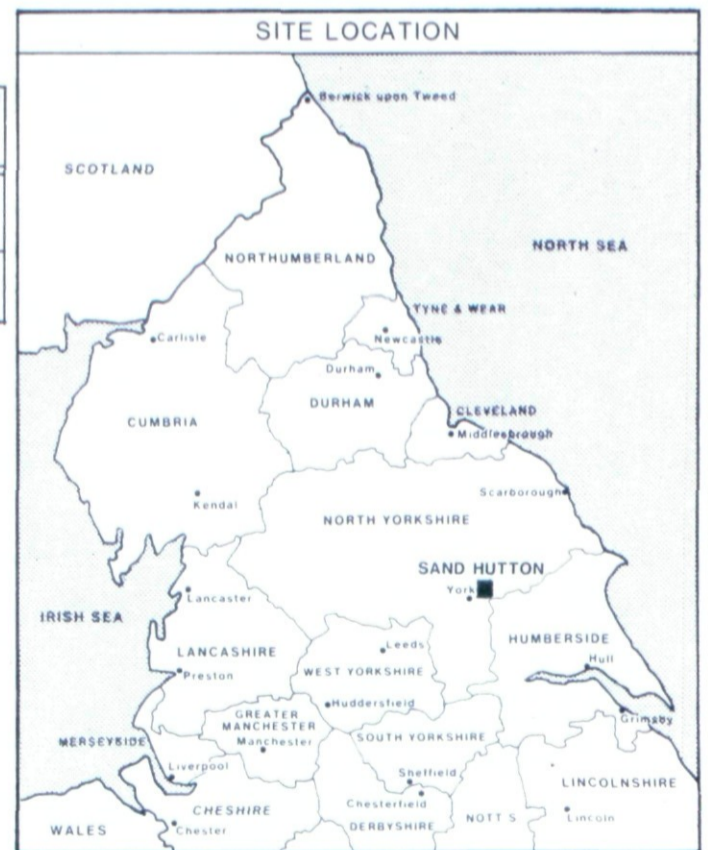 SITE LOCATION
Berwick upon Tweed
SCOTLAND
NORTH SEA
NORTHUMBERLAND
TYNE & WEAR
Carlisle
Newcastle
Durham
DURHAM
CLEVELAND
CUMBRIA
Middlesbrough
Scarborough
Kendal
NORTH YORKSHIRE
SAND HUTTON
York
Lancaster
IRISH SEA
HUMBERSIDE
Leeds
LANCASHIRE
Hull
WEST YORKSHIRE
Preston
Huddersfield
GREATER
MANCHESTER
Grimsby
SOUTH YORKSHIRE
MERSEYSIDE
Manchester
Liverpool
Sheffield
LINCOLNSHIRE
Chesterfield
CHESHIRE
NOTT S
Lincoln
DERBYSHIRE
WALES
Chester